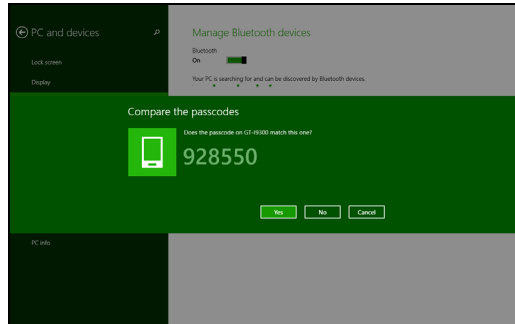 PC and devices
Lock screen
Display
PC info
Manage Bluetooth devices
Bluetooth
On
Your PC is searching for and can be discovered by Bluetooth devices.
Compare the passcodes
Does the passcode on GT-I9300 match this one?
928550
Yes No Cancel